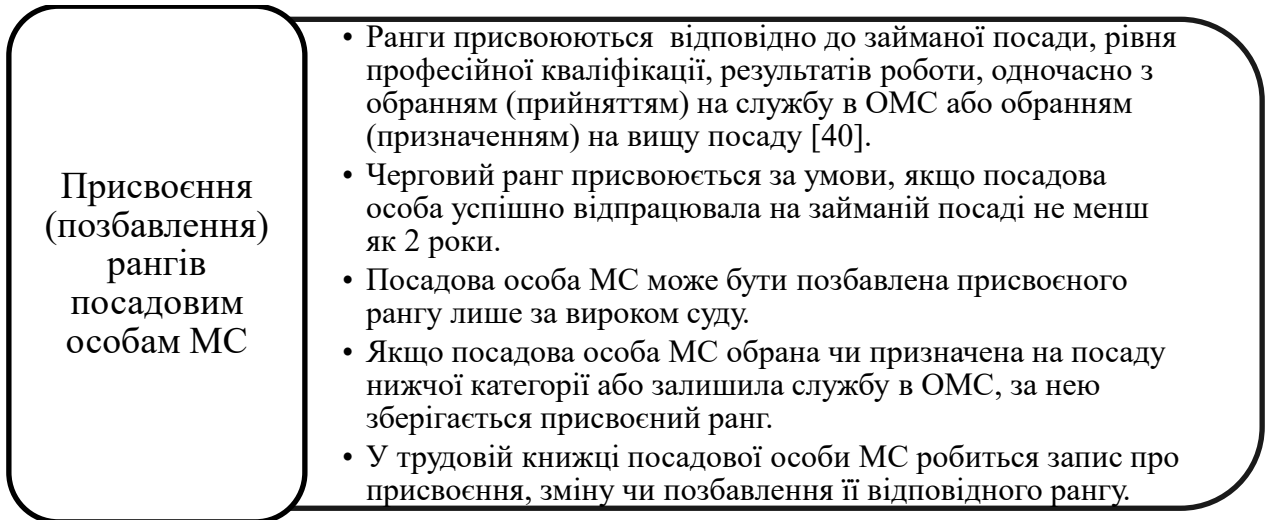 Присвоєння
(позбавлення)
рангів
посадовим
особам МС
• Ранги присвоюються відповідно до займаної посади, рівня
професійної кваліфікації, результатів роботи, одночасно з
обранням (прийняттям) на службу в ОМС або обранням
(призначенням) на вищу посаду [40].
• Черговий ранг присвоюється за умови, якщо посадова
особа успішно відпрацювала на займаній посаді не менш
як 2 роки.
• Посадова особа МС може бути позбавлена присвоєного
рангу лише за вироком суду.
• Якщо посадова особа МС обрана чи призначена на посаду
нижчої категорії або залишила службу в ОМС, за нею
зберігається присвоєний ранг.
• У трудовій книжці посадової особи МС робиться запис про
присвоєння, зміну чи позбавлення її відповідного рангу.